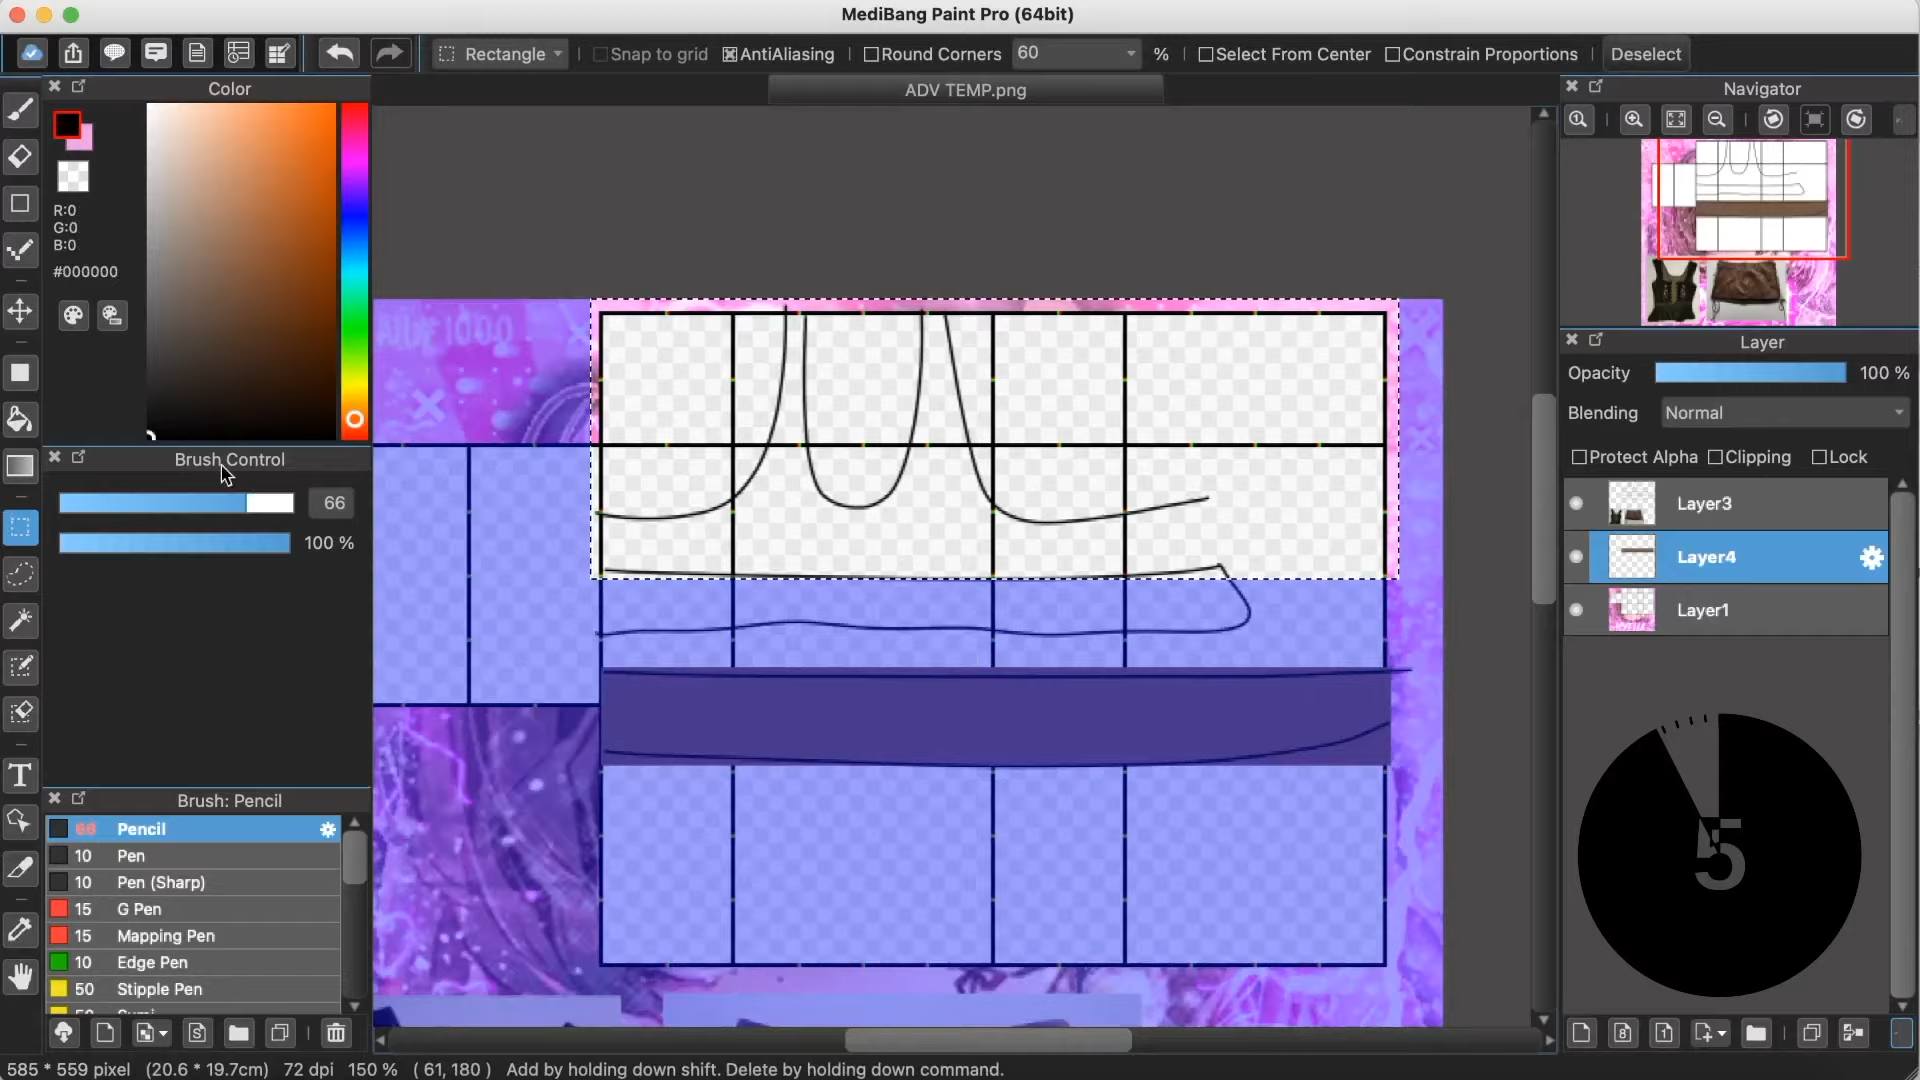 MediBang Paint Pro (64bit)
Rectangle
Snap to grid
AntiAliasing
Round Corners
60
%
Select From Center
Constrain Proportions
Deselect
Color
ADV TEMP.png
Navigator
R:0
G:0
B:0
#000000
Layer
Opacity
100 %
Blending
Normal
Protect Alpha
Clipping
Lock
Layer3
Layer4
Layer1
5
Brush Control
66
100 %
Brush: Pencil
66 Pencil
10 Pen
10 Pen (Sharp)
15 G Pen
15 Mapping Pen
10 Edge Pen
50 Stipple Pen
585 * 559 pixel (20.6 * 19.7cm) 72 dpi 150 % ( 61, 180 ) Add by holding down shift. Delete by holding down command.